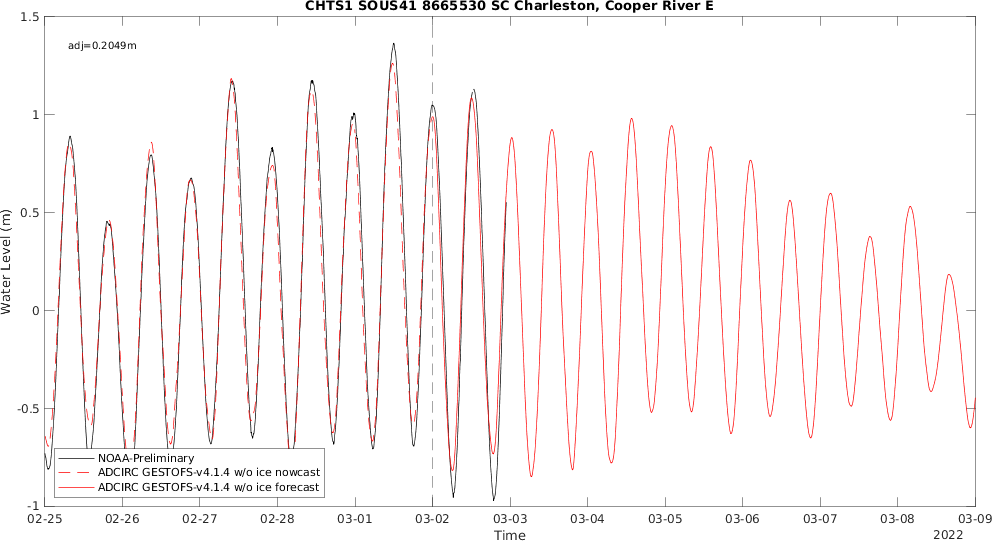 CHTS1 SOUS41 8665530 SC Charleston, Cooper River E
adj=0.2049m
1.5
1
0.5
0
-0.5
-1
Water Level (m)
NOAA-Preliminary
ADCIRC GESTOFS-v4.1.4 w/o ice nowcast
ADCIRC GESTOFS-v4.1.4 w/o ice forecast
02-25 02-26 02-27 02-28 03-01 03-02 03-03 03-04 03-05 03-06 03-07 03-08 03-09
Time
2022